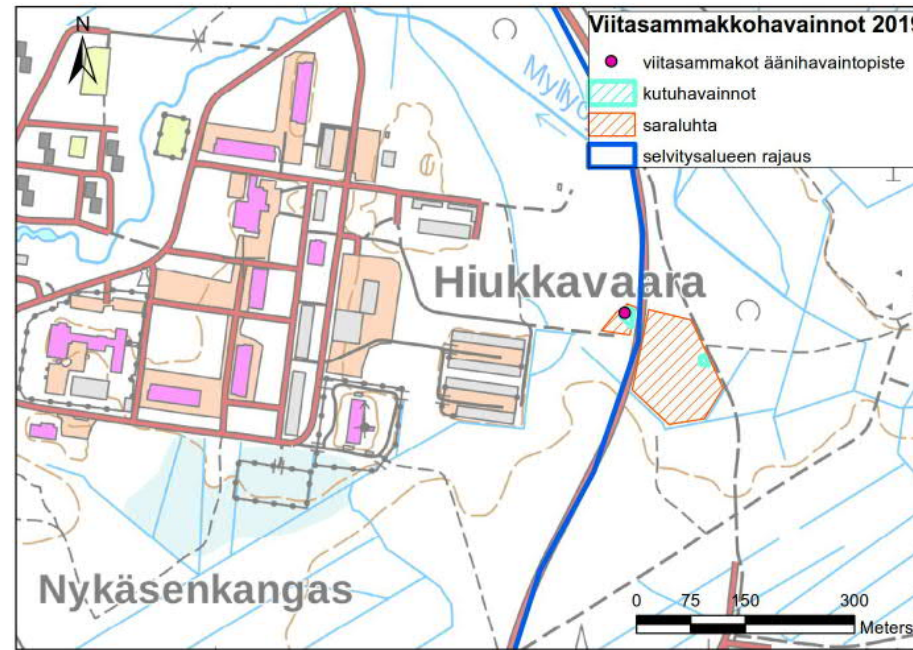 Viitasammakkohavainnot 2019
viitasammakot äänihavaintopiste
kutuhavainnot
saraluhta
selvitysalueen rajaus
N
Hiukkavaara
Nykäsenkangas
0 75 150 300
Meters